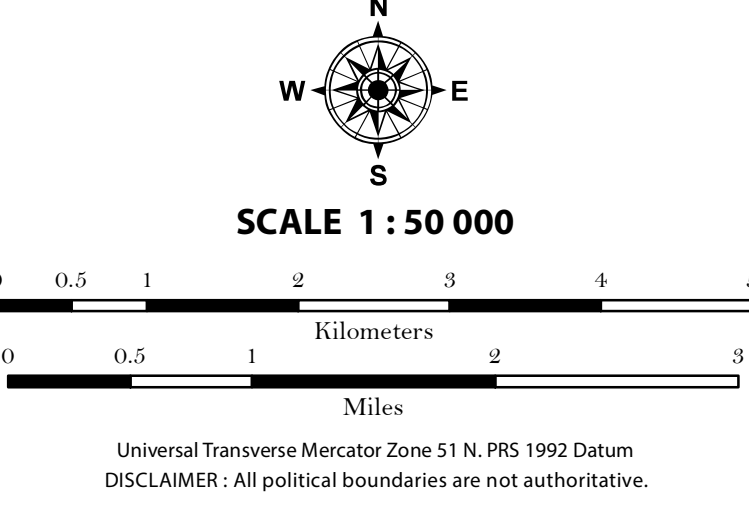 N
W E
S
SCALE 1 : 50 000
0.5 1 2 3 4
Kilometers
0 0.5 1 2 3
Miles
Universal Transverse Mercator Zone 51 N. PRS 1992 Datum
DISCLAIMER : All political boundaries are not authoritative.